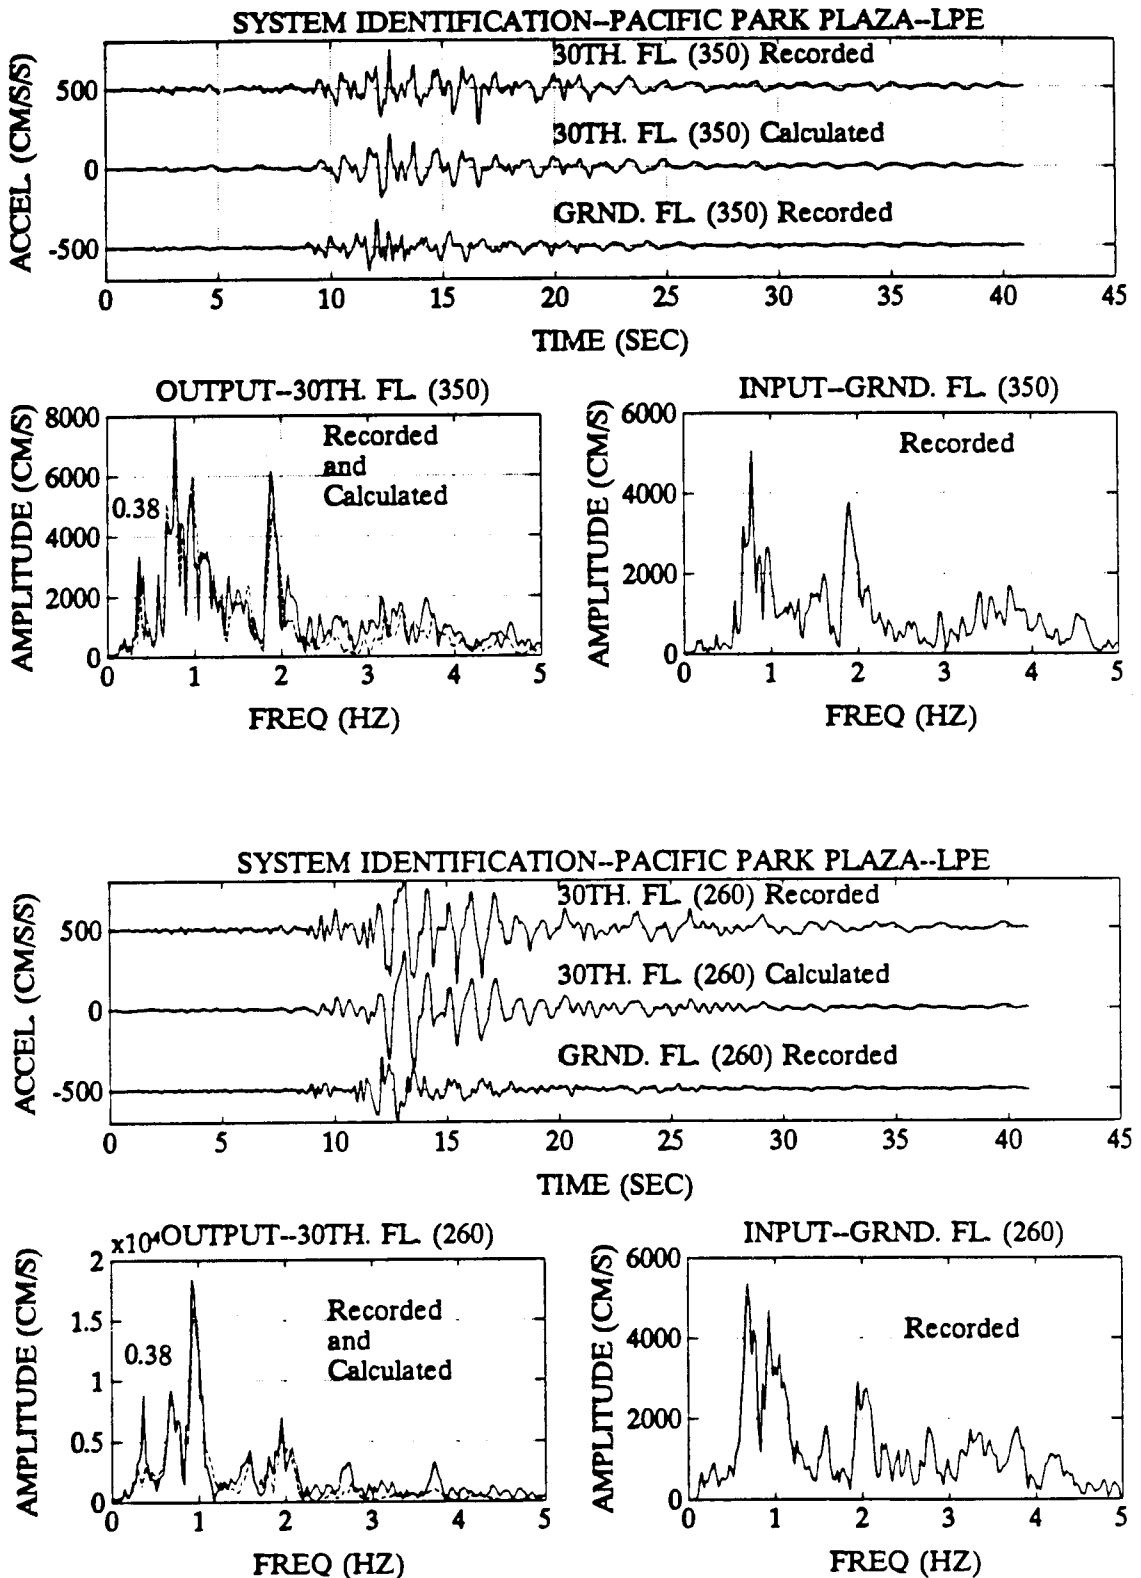 SYSTEM IDENTIFICATION--PACIFIC PARK PLAZA--LPE
30TH. FL. (350) Recorded
30TH. FL. (350) Calculated
GRND. FL. (350) Recorded
ACCEL. (CM/S/S)
500
0
-500
0 5 10 15 20 25 30 35 40 45
TIME (SEC)
OUTPUT--30TH. FL. (350)
AMPLITUDE (CM/S)
8000
6000
4000
2000
0
0.38
Recorded
and
Calculated
0 1 2 3 4 5
FREQ (HZ)
INPUT--GRND. FL. (350)
AMPLITUDE (CM/S)
6000
4000
2000
0
Recorded
0 1 2 3 4 5
FREQ (HZ)
SYSTEM IDENTIFICATION--PACIFIC PARK PLAZA--LPE
30TH. FL. (260) Recorded
30TH. FL. (260) Calculated
GRND. FL. (260) Recorded
ACCEL. (CM/S/S)
500
0
-500
0 5 10 15 20 25 30 35 40 45
TIME (SEC)
x10⁴ OUTPUT--30TH. FL. (260)
AMPLITUDE (CM/S)
2
1.5
1
0.5
0
0.38
Recorded
and
Calculated
0 1 2 3 4 5
FREQ (HZ)
INPUT--GRND. FL. (260)
AMPLITUDE (CM/S)
6000
4000
2000
0
Recorded
0 1 2 3 4 5
FREQ (HZ)